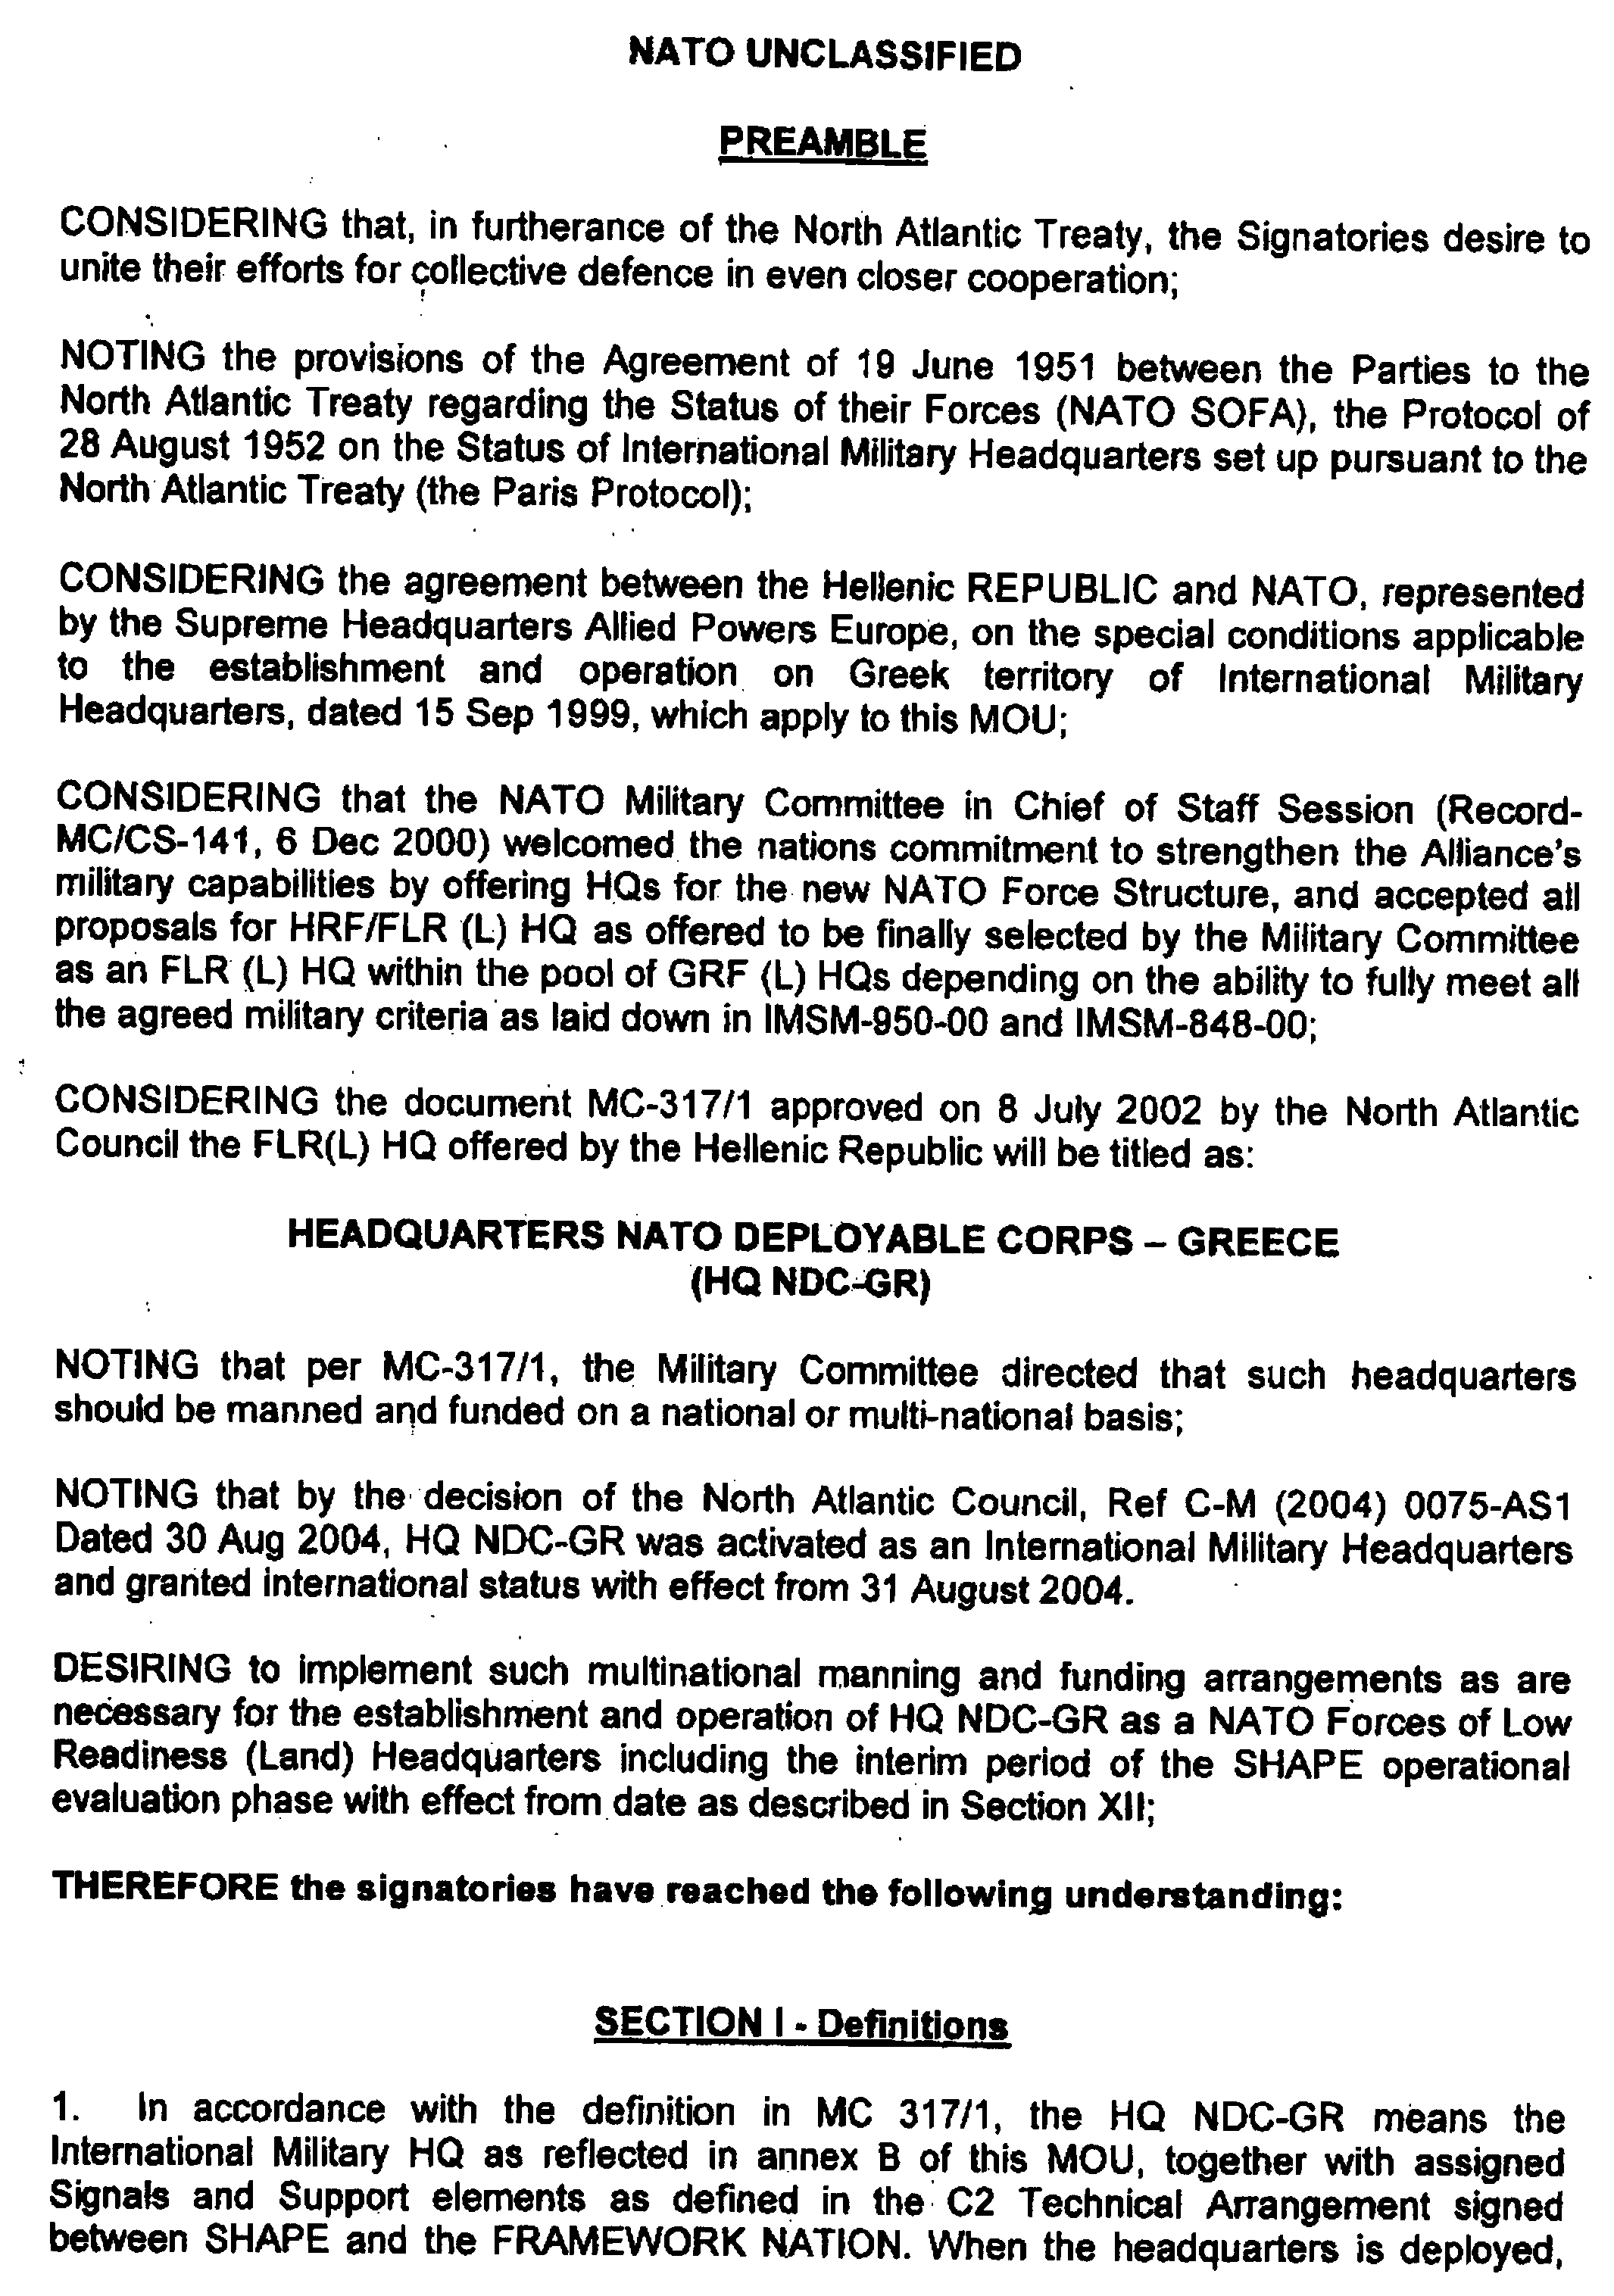 NATO UNCLASSIFIED
PREAMBLE
CONSIDERING that, in furtherance of the North Atlantic Treaty, the Signatories desire to
unite their efforts for collective defence in even closer cooperation;
NOTING the provisions of the Agreement of 19 June 1951 between the Parties to the
North Atlantic Treaty regarding the Status of their Forces (NATO SOFA), the Protocol of
28 August 1952 on the Status of International Military Headquarters set up pursuant to the
North Atlantic Treaty (the Paris Protocol);
CONSIDERING the agreement between the Hellenic REPUBLIC and NATO, represented
by the Supreme Headquarters Allied Powers Europe, on the special conditions applicable
to the establishment and operation on Greek territory of International Military
Headquarters, dated 15 Sep 1999, which apply to this MOU;
CONSIDERING that the NATO Military Committee in Chief of Staff Session (Record-
MC/CS-141, 6 Dec 2000) welcomed the nations commitment to strengthen the Alliance's
military capabilities by offering HQs for the new NATO Force Structure, and accepted all
proposals for HRF/FLR (L) HQ as offered to be finally selected by the Military Committee
as an FLR (L) HQ within the pool of GRF (L) HQs depending on the ability to fully meet all
the agreed military criteria as laid down in IMSM-950-00 and IMSM-848-00;
CONSIDERING the document MC-317/1 approved on 8 July 2002 by the North Atlantic
Council the FLR(L) HQ offered by the Hellenic Republic will be titled as:
HEADQUARTERS NATO DEPLOYABLE CORPS – GREECE
(HQ NDC-GR)
NOTING that per MC-317/1, the Military Committee directed that such headquarters
should be manned and funded on a national or multi-national basis;
NOTING that by the decision of the North Atlantic Council, Ref C-M (2004) 0075-AS1
Dated 30 Aug 2004, HQ NDC-GR was activated as an International Military Headquarters
and granted international status with effect from 31 August 2004.
DESIRING to implement such multinational manning and funding arrangements as are
necessary for the establishment and operation of HQ NDC-GR as a NATO Forces of Low
Readiness (Land) Headquarters including the interim period of the SHAPE operational
evaluation phase with effect from date as described in Section XII;
THEREFORE the signatories have reached the following understanding:
SECTION I - Definitions
1. In accordance with the definition in MC 317/1, the HQ NDC-GR means the
International Military HQ as reflected in annex B of this MOU, together with assigned
Signals and Support elements as defined in the C2 Technical Arrangement signed
between SHAPE and the FRAMEWORK NATION. When the headquarters is deployed,